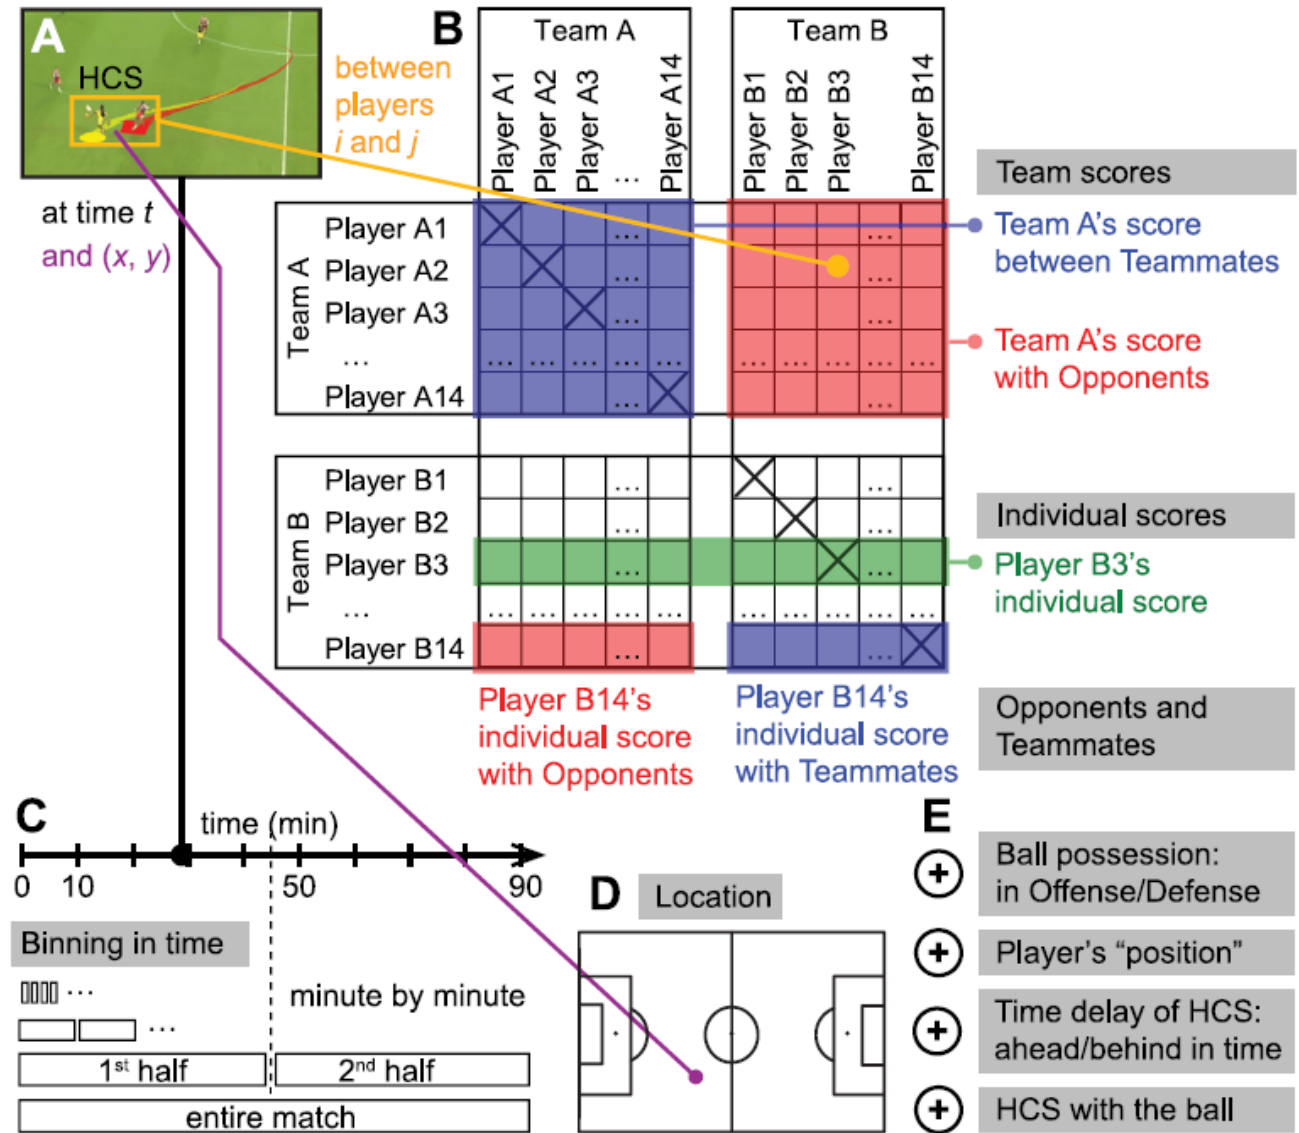 A
HCS
between
players
i and j
at time t
and (x, y)
B
Team A
Team B
Player A1
Player A2
Player A3
...
Player A14
Player B1
Player B2
Player B3
Player B14
Team A
Player A1
...
...
Player A2
...
Player A3
...
...
...
... ... ... ... ...
... ... ... ... ...
Player A14
...
...
Team B
Player B1
...
...
Player B2
...
...
Player B3
...
...
...
... ... ... ... ...
... ... ... ... ...
Player B14
...
...
Player B14's
individual score
with Opponents
Player B14's
individual score
with Teammates
Team scores
Team A's score
between Teammates
Team A's score
with Opponents
Individual scores
Player B3's
individual score
Opponents and
Teammates
C
time (min)
0 10 50 90
Binning in time
...
minute by minute
...
1st half
2nd half
entire match
D
Location
E
+
Ball possession:
in Offense/Defense
+
Player's “position”
+
Time delay of HCS:
ahead/behind in time
+
HCS with the ball